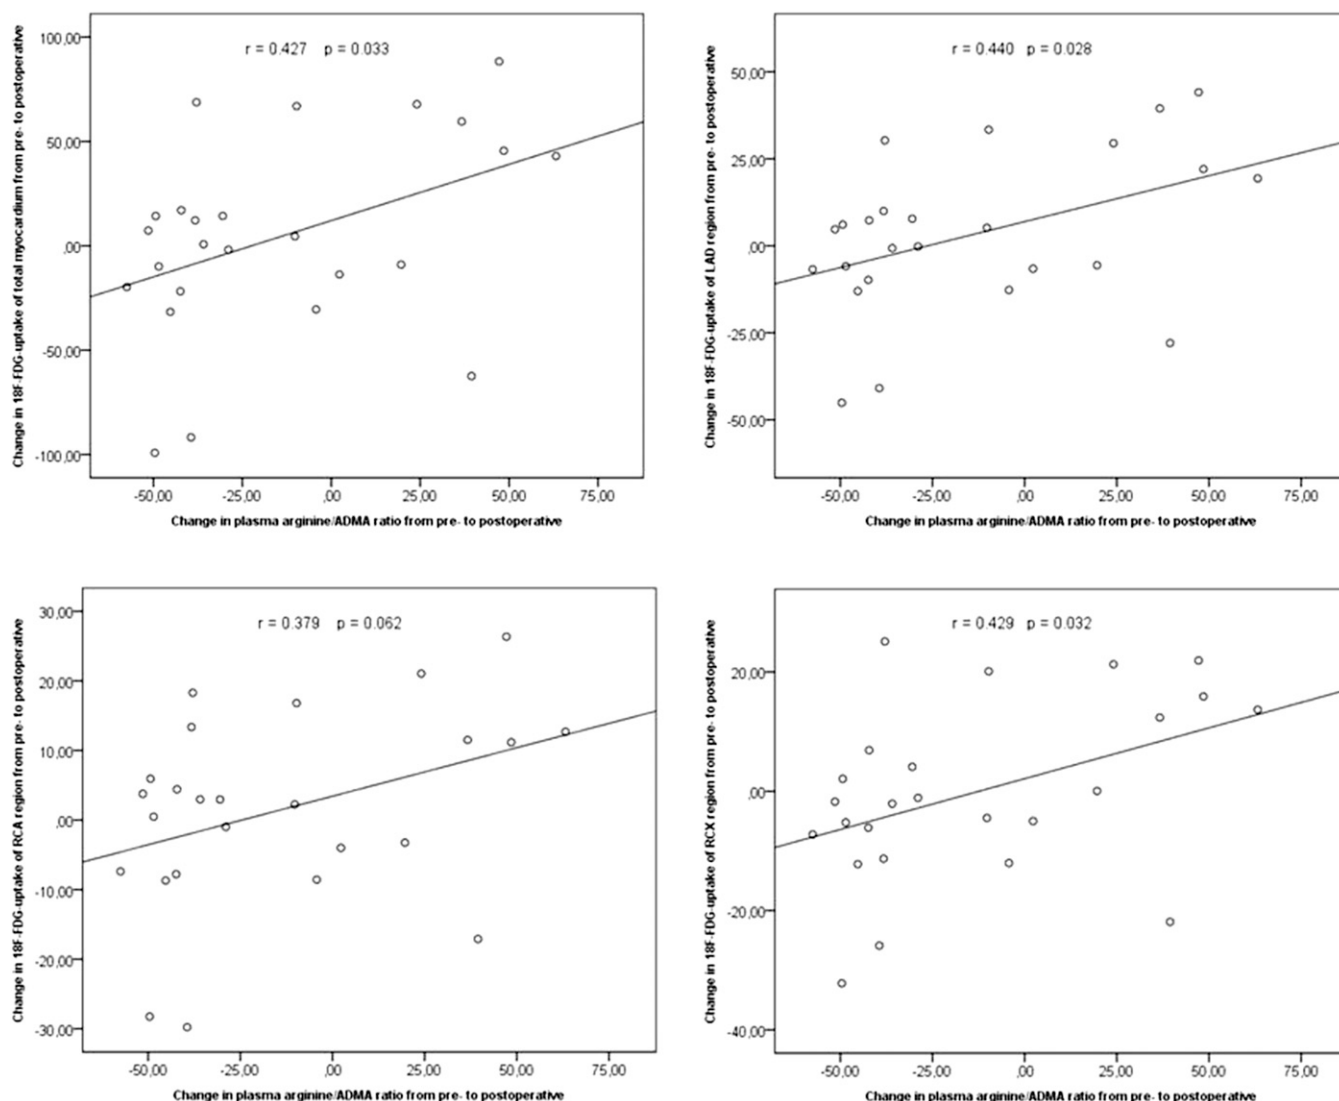 r = 0.427 p = 0.033
Change in 18F-FDG-uptake of total myocardium from pre- to postoperative
100,00
50,00
,00
-50,00
-100,00
-50,00 -25,00 ,00 25,00 50,00 75,00
Change in plasma arginine/ADMA ratio from pre- to postoperative
r = 0.440 p = 0.028
Change in 18F-FDG-uptake of LAD region from pre- to postoperative
50,00
25,00
,00
-25,00
-50,00
-50,00 -25,00 ,00 25,00 50,00 75,00
Change in plasma arginine/ADMA ratio from pre- to postoperative
r = 0.379 p = 0.062
Change in 18F-FDG-uptake of RCA region from pre- to postoperative
30,00
20,00
10,00
,00
-10,00
-20,00
-30,00
-50,00 -25,00 ,00 25,00 50,00 75,00
Change in plasma arginine/ADMA ratio from pre- to postoperative
r = 0.429 p = 0.032
Change in 18F-FDG-uptake of RCX region from pre- to postoperative
20,00
,00
-20,00
-40,00
-50,00 -25,00 ,00 25,00 50,00 75,00
Change in plasma arginine/ADMA ratio from pre- to postoperative